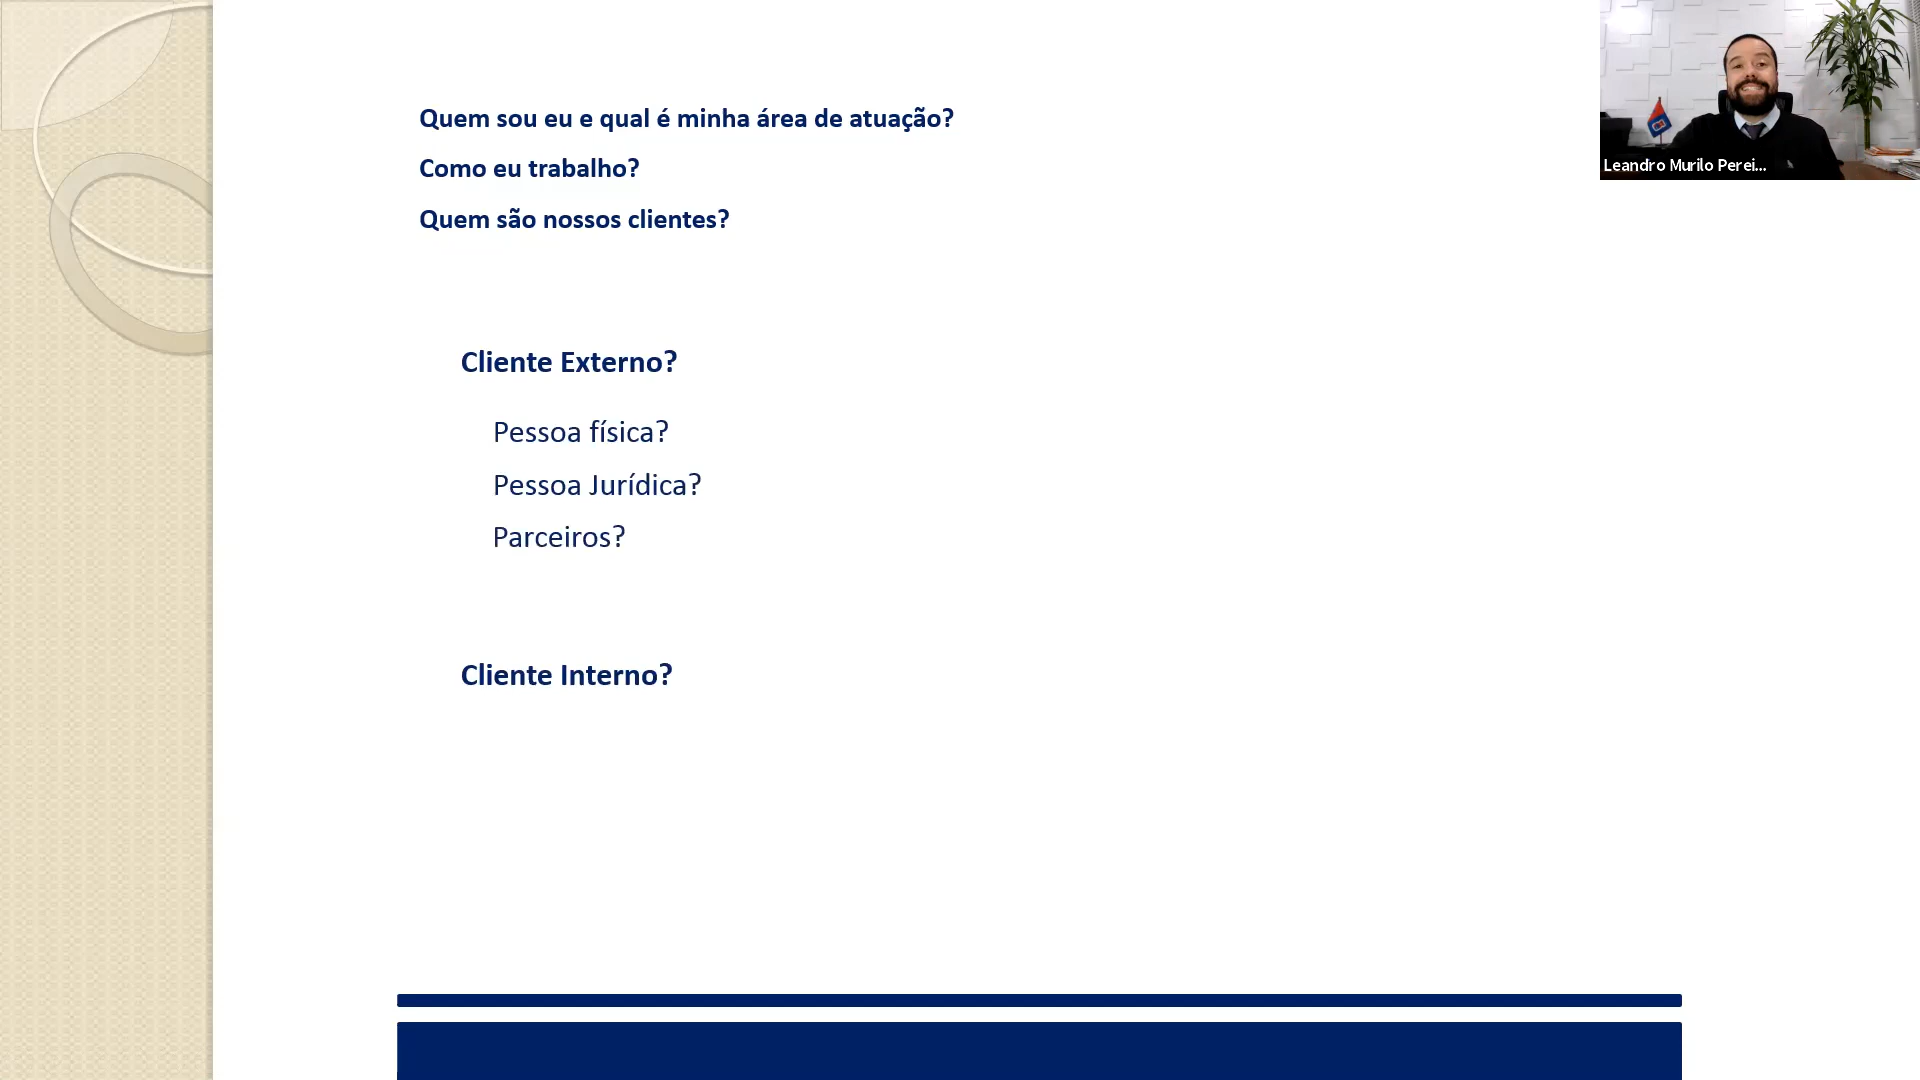 Quem sou eu e qual é minha área de atuação?
Como eu trabalho?
Quem são nossos clientes?
Cliente Externo?
Pessoa física?
Pessoa Jurídica?
Parceiros?
Cliente Interno?
Leandro Murilo Perei...